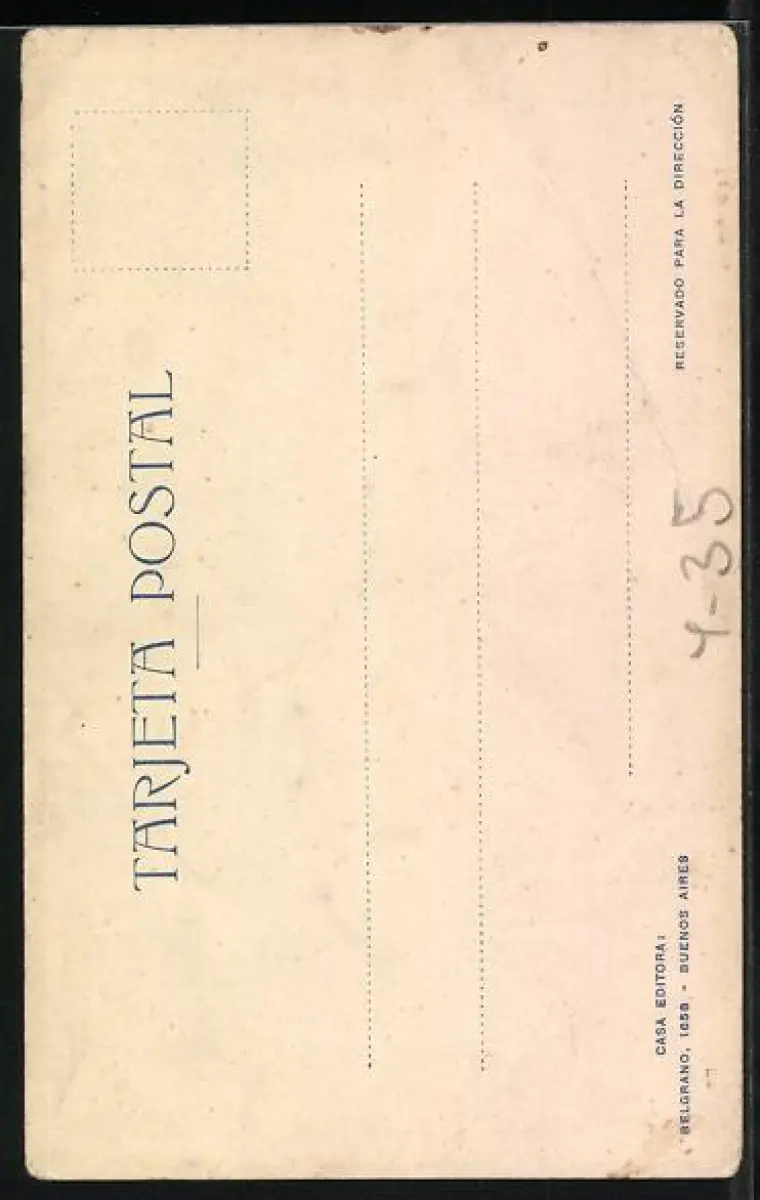 TARJETA POSTAL
CASA EDITORA:
BELGRANO, 1658, - BUENOS AIRES
RESERVADO PARA LA DIRECCIÓN
4-35